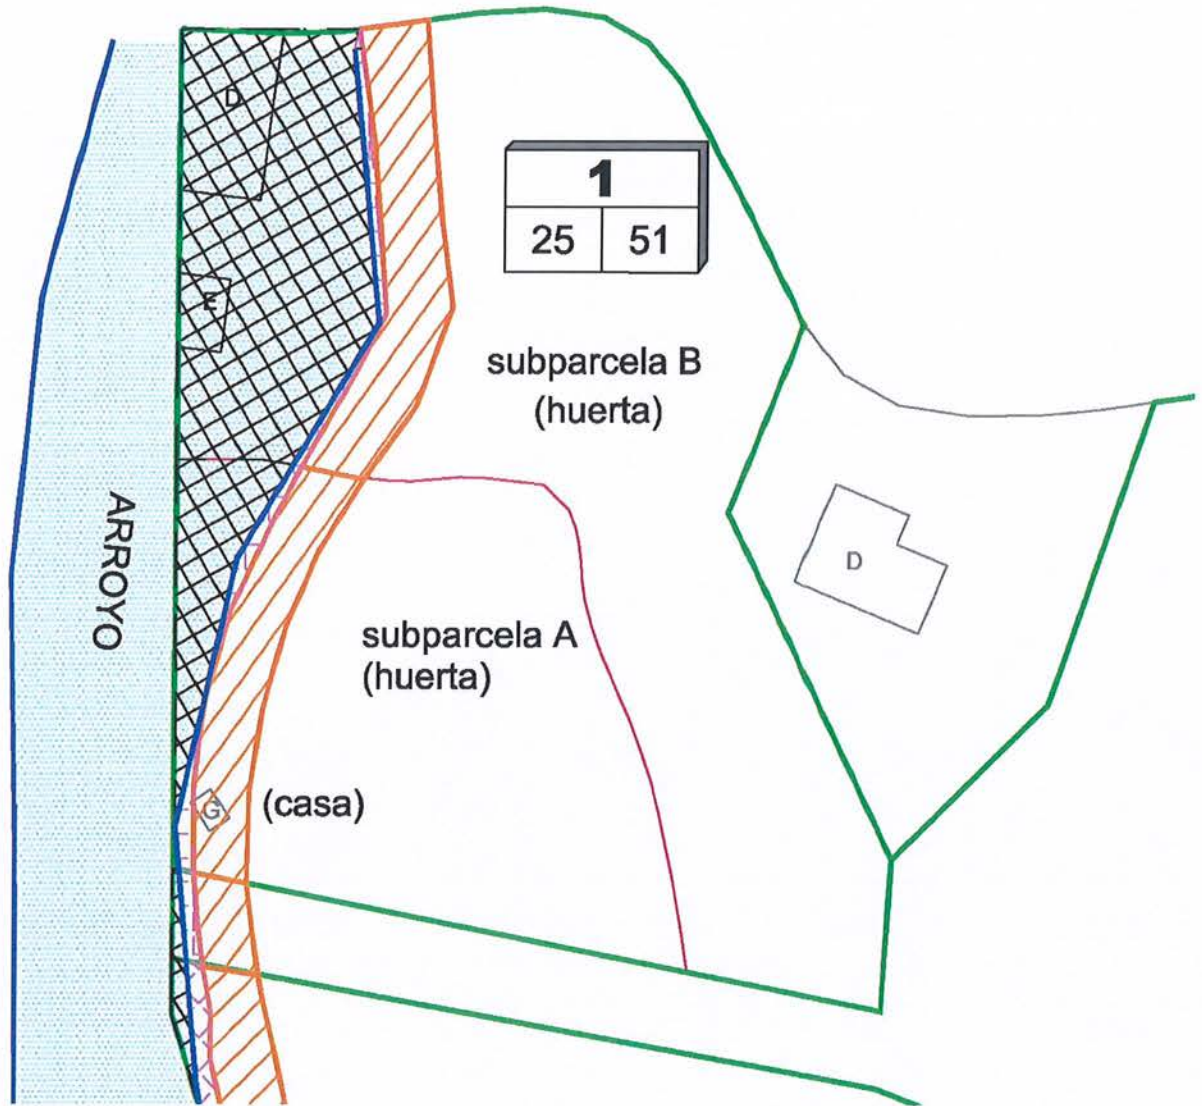 D
1
25 51
E
subparcela B
(huerta)
ARROYO
D
subparcela A
(huerta)
G
(casa)